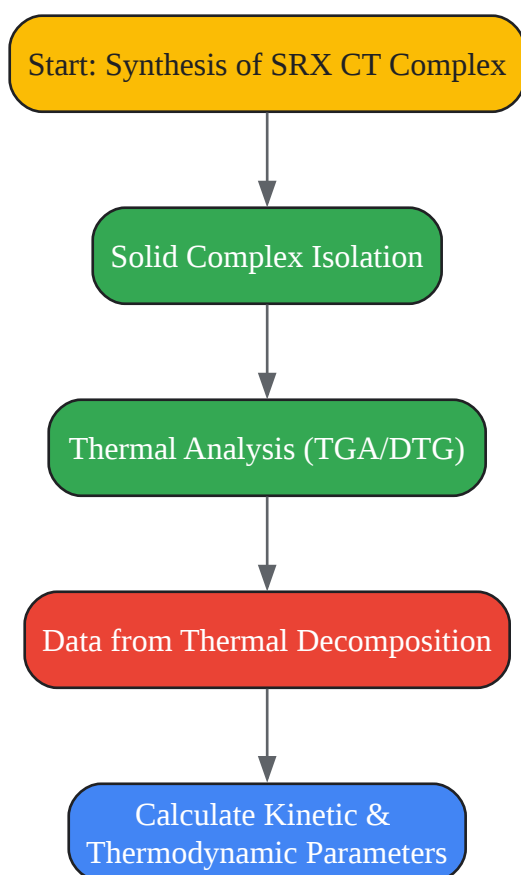 Start: Synthesis of SRX CT Complex
Solid Complex Isolation
Thermal Analysis (TGA/DTG)
Data from Thermal Decomposition
Calculate Kinetic &
Thermodynamic Parameters